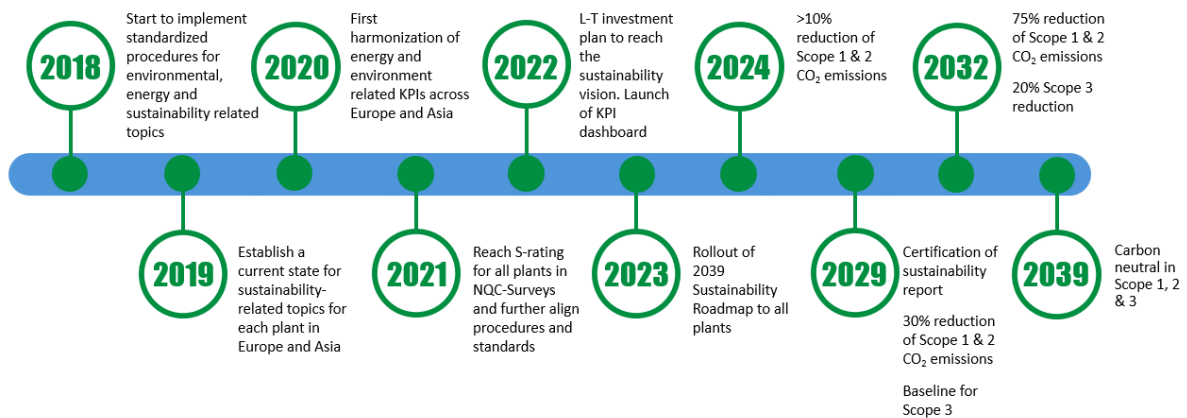 2018
Start to implement
standardized
procedures for
environmental,
energy and
sustainability related
topics
2019
Establish a
current state for
sustainability-
related topics for
each plant in
Europe and Asia
2020
First
harmonization of
energy and
environment
related KPIs across
Europe and Asia
2021
Reach S-rating
for all plants in
NQC-Surveys
and further align
procedures and
standards
2022
L-T investment
plan to reach
the
sustainability
vision. Launch
of KPI
dashboard
2023
Rollout of
2039
Sustainability
Roadmap to all
plants
2024
>10%
reduction of
Scope 1 & 2
CO₂ emissions
2029
Certification of
sustainability
report
30% reduction
of Scope 1 & 2
CO₂ emissions
Baseline for
Scope 3
2032
75% reduction
of Scope 1 & 2
CO₂ emissions
20% Scope 3
reduction
2039
Carbon
neutral in
Scope 1, 2
& 3